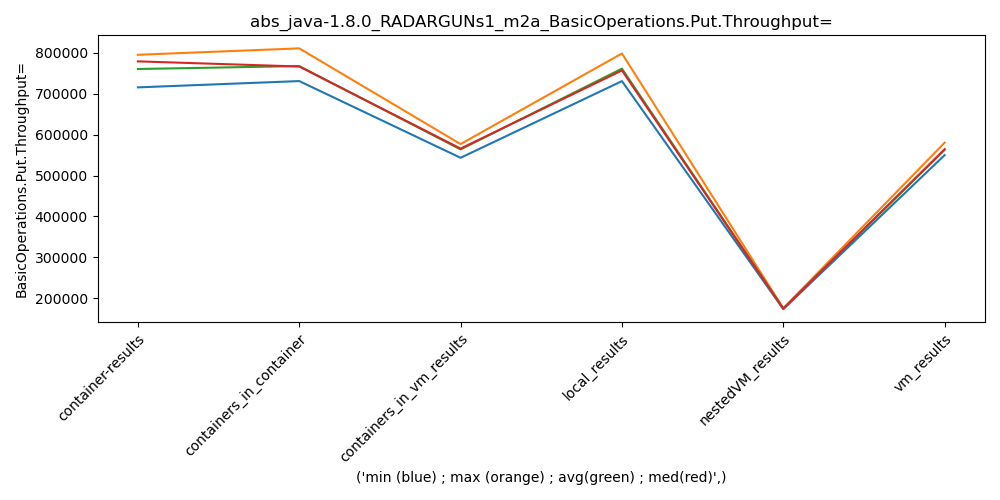 abs_java-1.8.0_RADARGUNs1_m2a_BasicOperations.Put.Throughput=
BasicOperations.Put.Throughput=
800000
700000
600000
500000
400000
300000
200000
container-results
containers_in_container
containers_in_vm_results
local_results
nestedVM_results
vm_results
('min (blue) ; max (orange) ; avg(green) ; med(red)',)